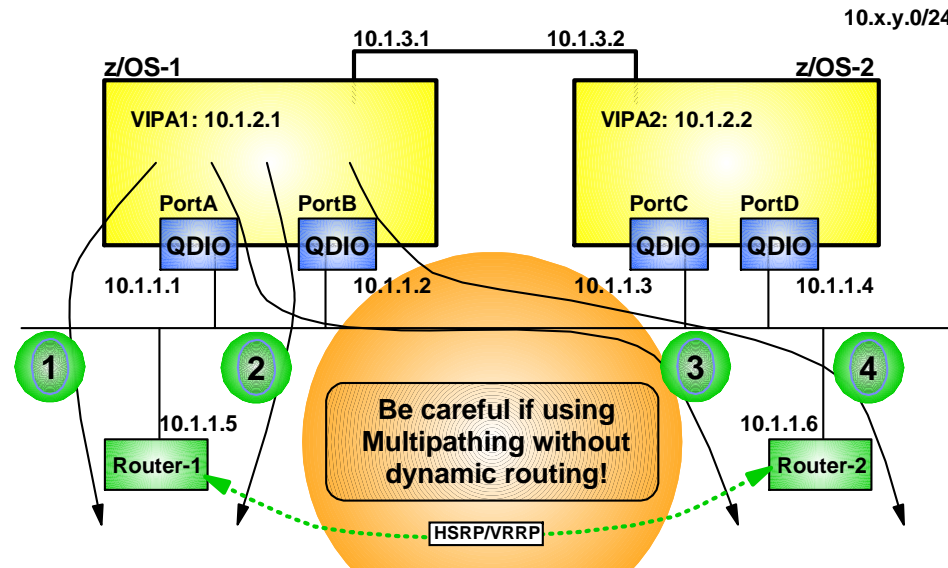 10.x.y.0/24
10.1.3.1
10.1.3.2
z/OS-1
z/OS-2
VIPA1: 10.1.2.1
VIPA2: 10.1.2.2
PortA
PortB
PortC
PortD
QDIO
QDIO
QDIO
QDIO
10.1.1.1
10.1.1.2
10.1.1.3
10.1.1.4
1
2
3
4
Be careful if using
Multipathing without
dynamic routing!
10.1.1.5
10.1.1.6
Router-1
Router-2
HSRP/VRRP